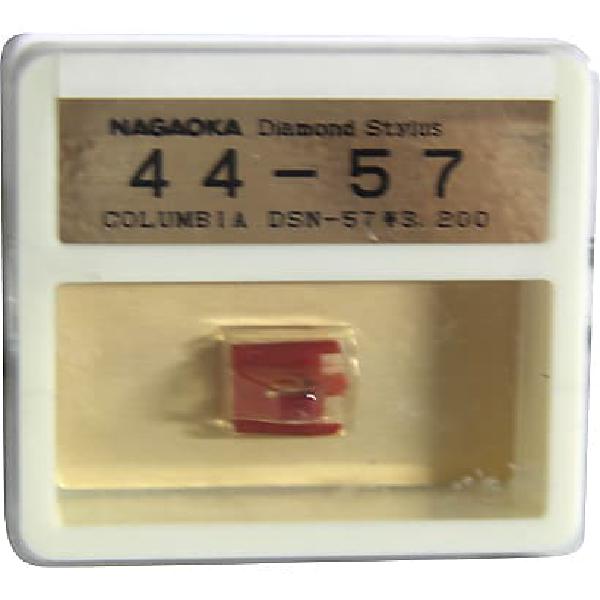 NAGAOKA Diamond Stylus
44-57
COLUMBIA DSN-57 ¥3.200